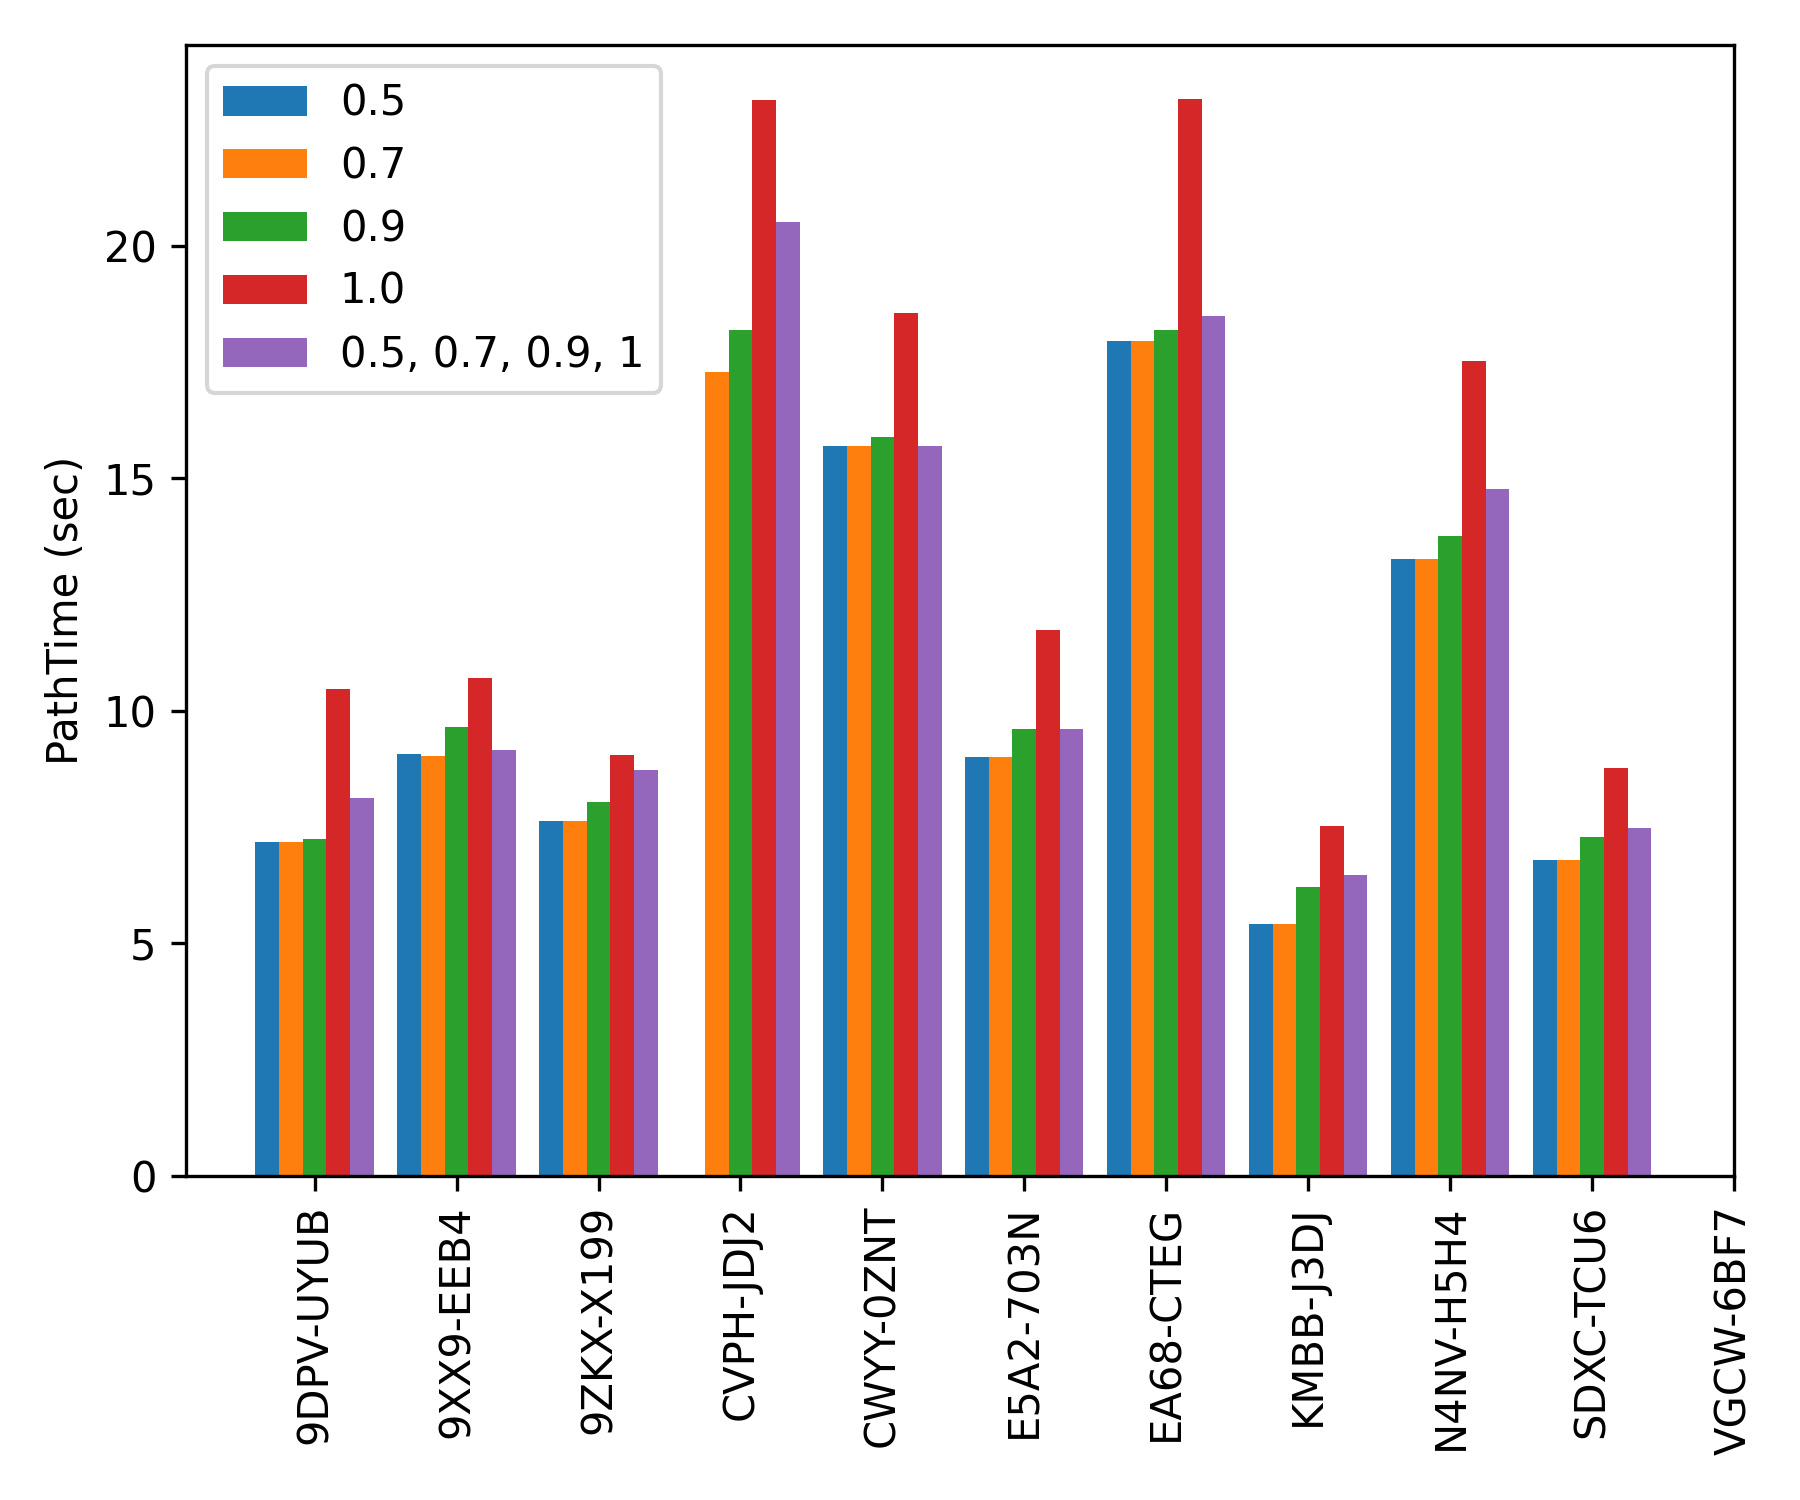 0.5
0.7
0.9
1.0
0.5, 0.7, 0.9, 1
PathTime (sec)
20
15
10
5
0
9DPV-UYUB
9XX9-EEB4
9ZKX-X199
CVPH-JDJ2
CWYY-0ZNT
E5A2-703N
EA68-CTEG
KMBB-J3DJ
N4NV-H5H4
SDXC-TCU6
VGCW-6BF7